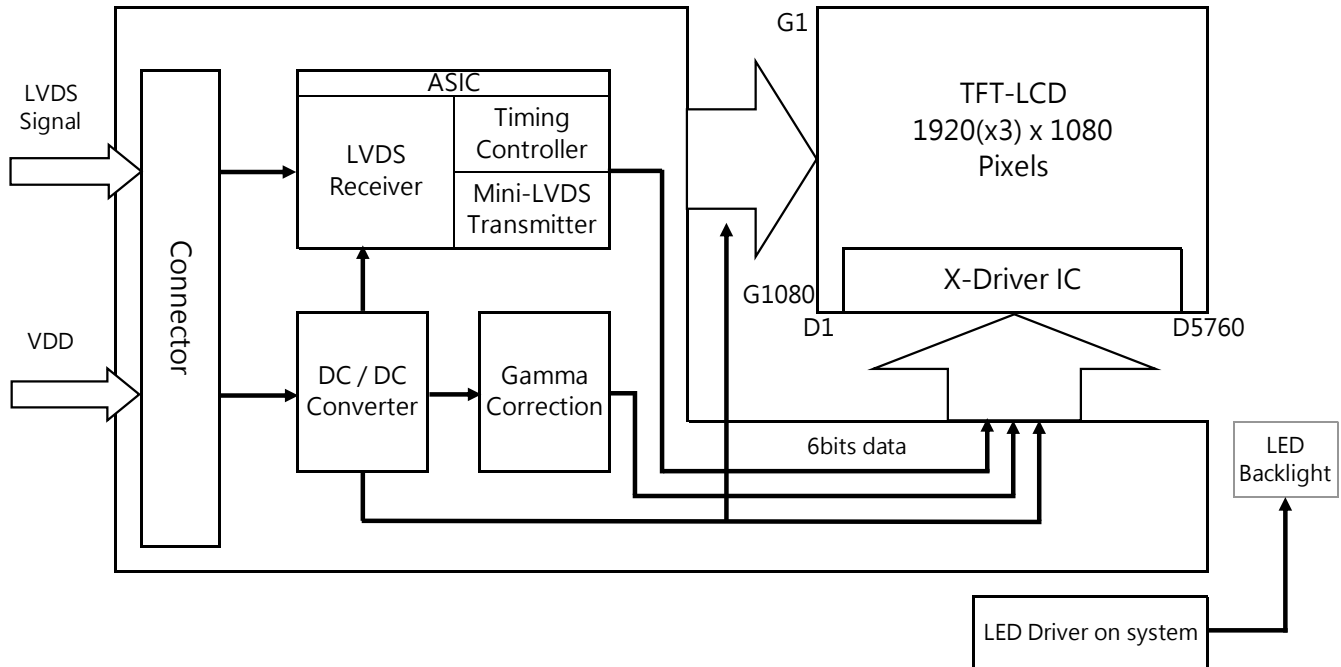 LVDS
Signal
VDD
Connector
ASIC
LVDS
Receiver
Timing
Controller
Mini-LVDS
Transmitter
DC / DC
Converter
Gamma
Correction
6bits data
G1
G1080
TFT-LCD
1920(x3) x 1080
Pixels
X-Driver IC
D1
D5760
LED
Backlight
LED Driver on system